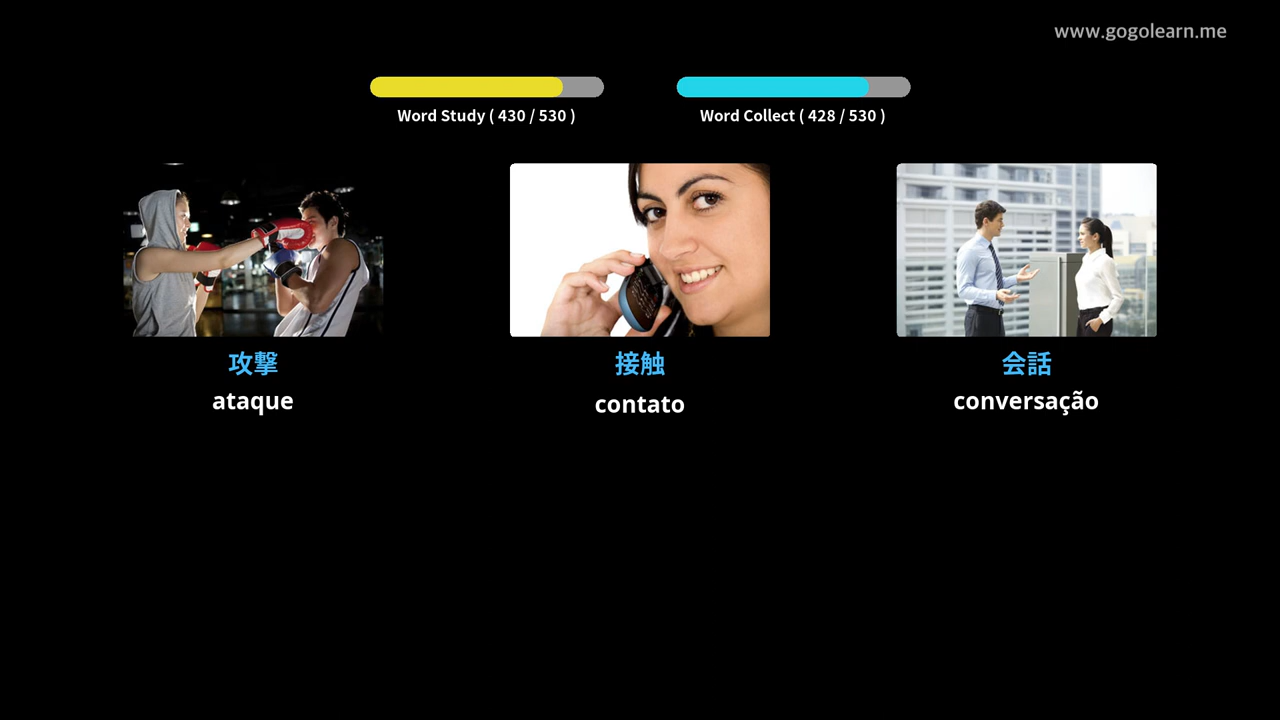 www.gogolearn.me
Word Study ( 430 / 530 )
Word Collect ( 428 / 530 )
攻撃
接触
会話
ataque
contato
conversação